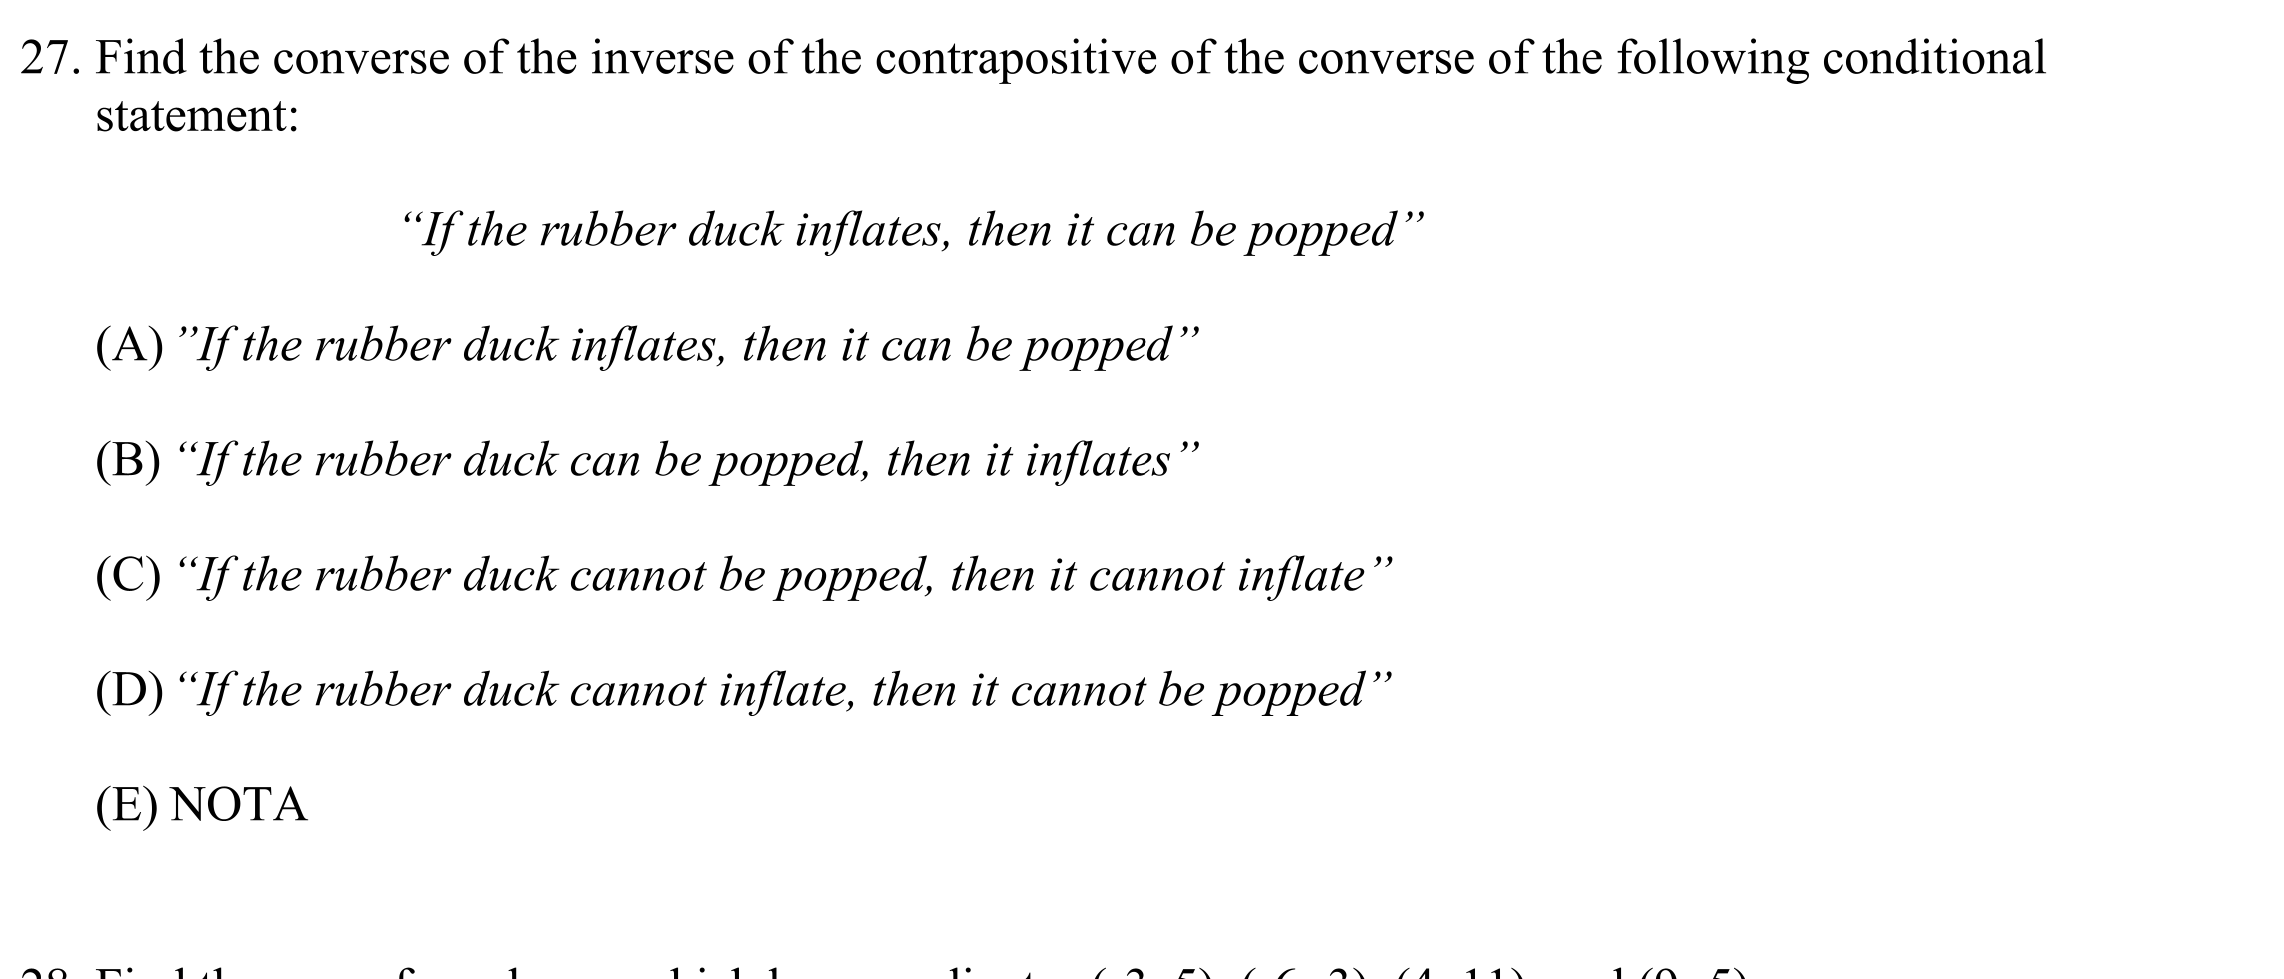 27. Find the converse of the inverse of the contrapositive of the converse of the following conditional
statement:
“If the rubber duck inflates, then it can be popped”
(A) ”If the rubber duck inflates, then it can be popped”
(B) “If the rubber duck can be popped, then it inflates”
(C) “If the rubber duck cannot be popped, then it cannot inflate”
(D) “If the rubber duck cannot inflate, then it cannot be popped”
(E) NOTA